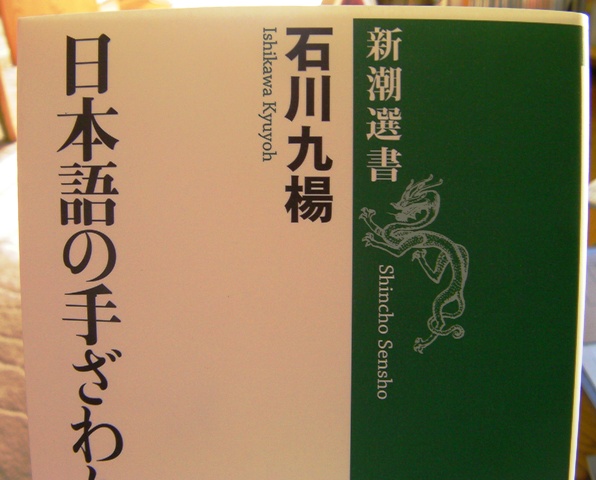 新潮選書
Shincho Sensho
石川九楊
Ishikawa Kyuyoh
日本語の手ざわ